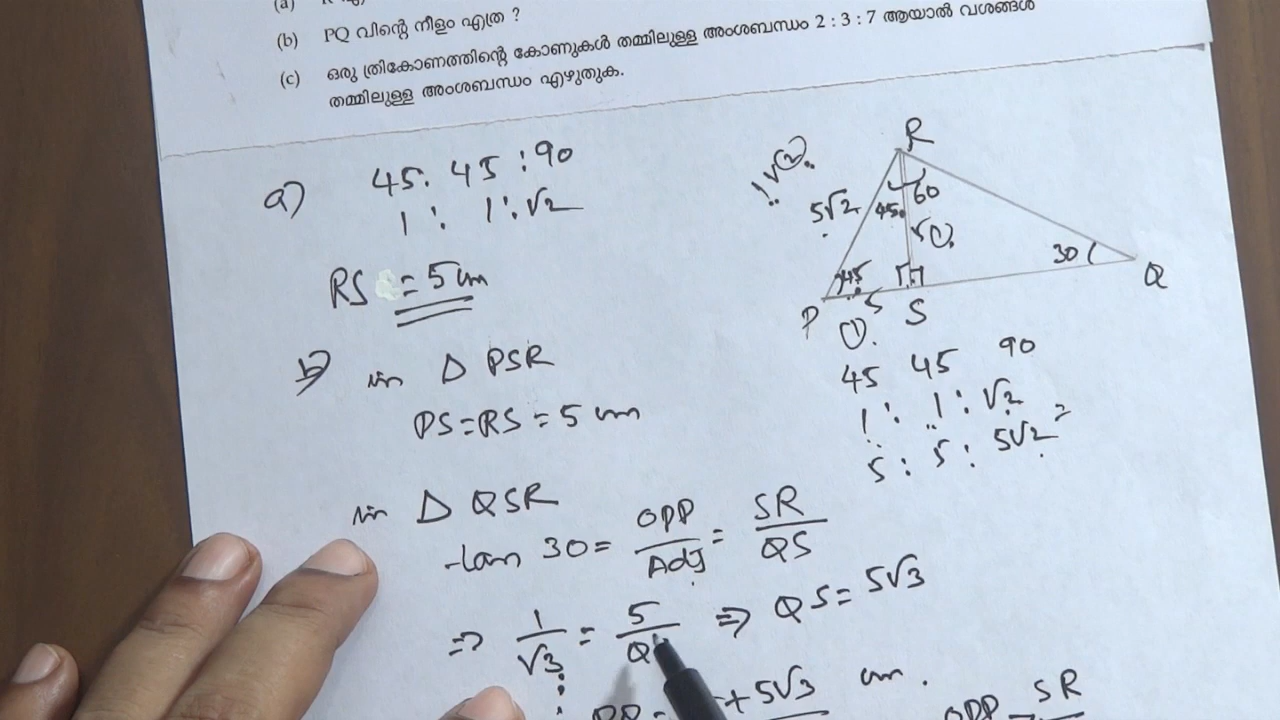 (a)
(b) PQ വിന്റെ നീളം എത്ര ?
(c) ഒരു ത്രികോണത്തിന്റെ കോണുകൾ തമ്മിലുള്ള അംശബന്ധം 2 : 3 : 7 ആയാൽ വശങ്ങൾ
തമ്മിലുള്ള അംശബന്ധം എഴുതുക.
a) 45 : 45 : 90
1 : 1 : √2
RS = 5 cm
R
5√2 45 60
45 5 30
P S Q
45 45 90
1 : 1 : √2
5 : 5 : 5√2
b) in Δ PSR
PS = RS = 5 cm
in Δ QSR
tan 30 = OPP/Adj = SR/QS
⇒ 1/√3 = 5/Q ⇒ QS = 5√3
+ 5√3 cm.
OPP = SR